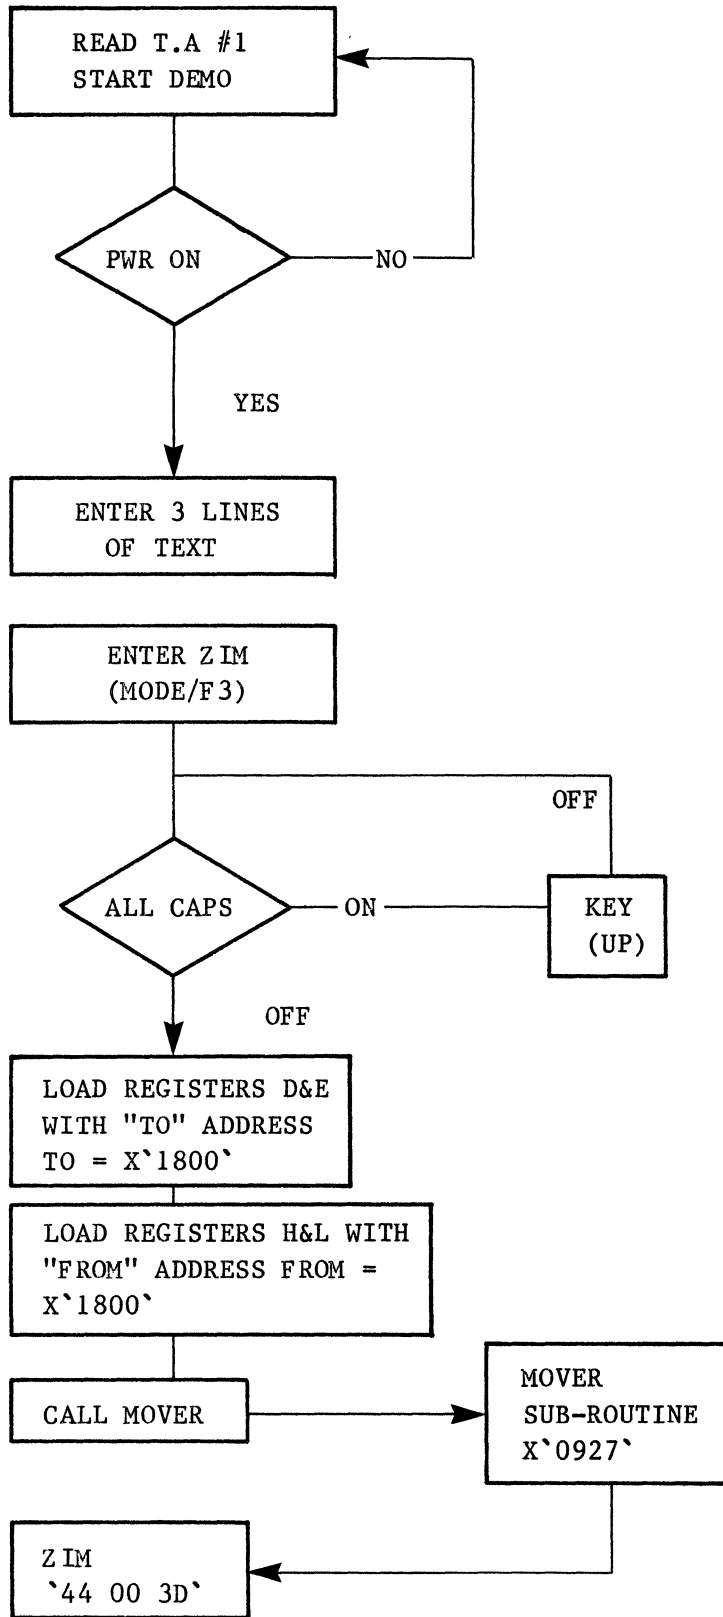 READ T.A #1
START DEMO
PWR ON
NO
YES
ENTER 3 LINES
OF TEXT
ENTER ZIM
(MODE/F3)
OFF
ALL CAPS
ON
KEY
(UP)
OFF
LOAD REGISTERS D&E
WITH "TO" ADDRESS
TO = X`1800`
LOAD REGISTERS H&L WITH
"FROM" ADDRESS FROM =
X`1800`
CALL MOVER
MOVER
SUB-ROUTINE
X`0927`
ZIM
`44 00 3D`